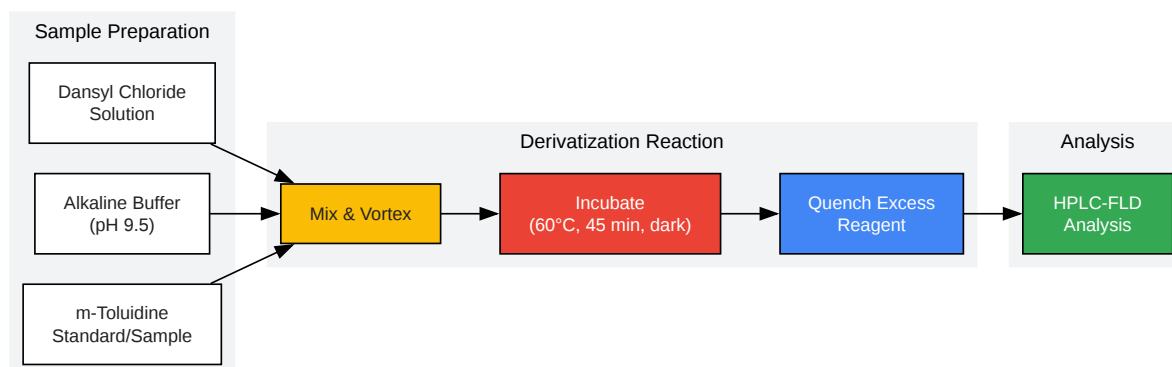 Sample Preparation
Dansyl Chloride
Solution
Alkaline Buffer
(pH 9.5)
m-Toluidine
Standard/Sample
Derivatization Reaction
Mix & Vortex
Incubate
(60°C, 45 min, dark)
Quench Excess
Reagent
Analysis
HPLC-FLD
Analysis